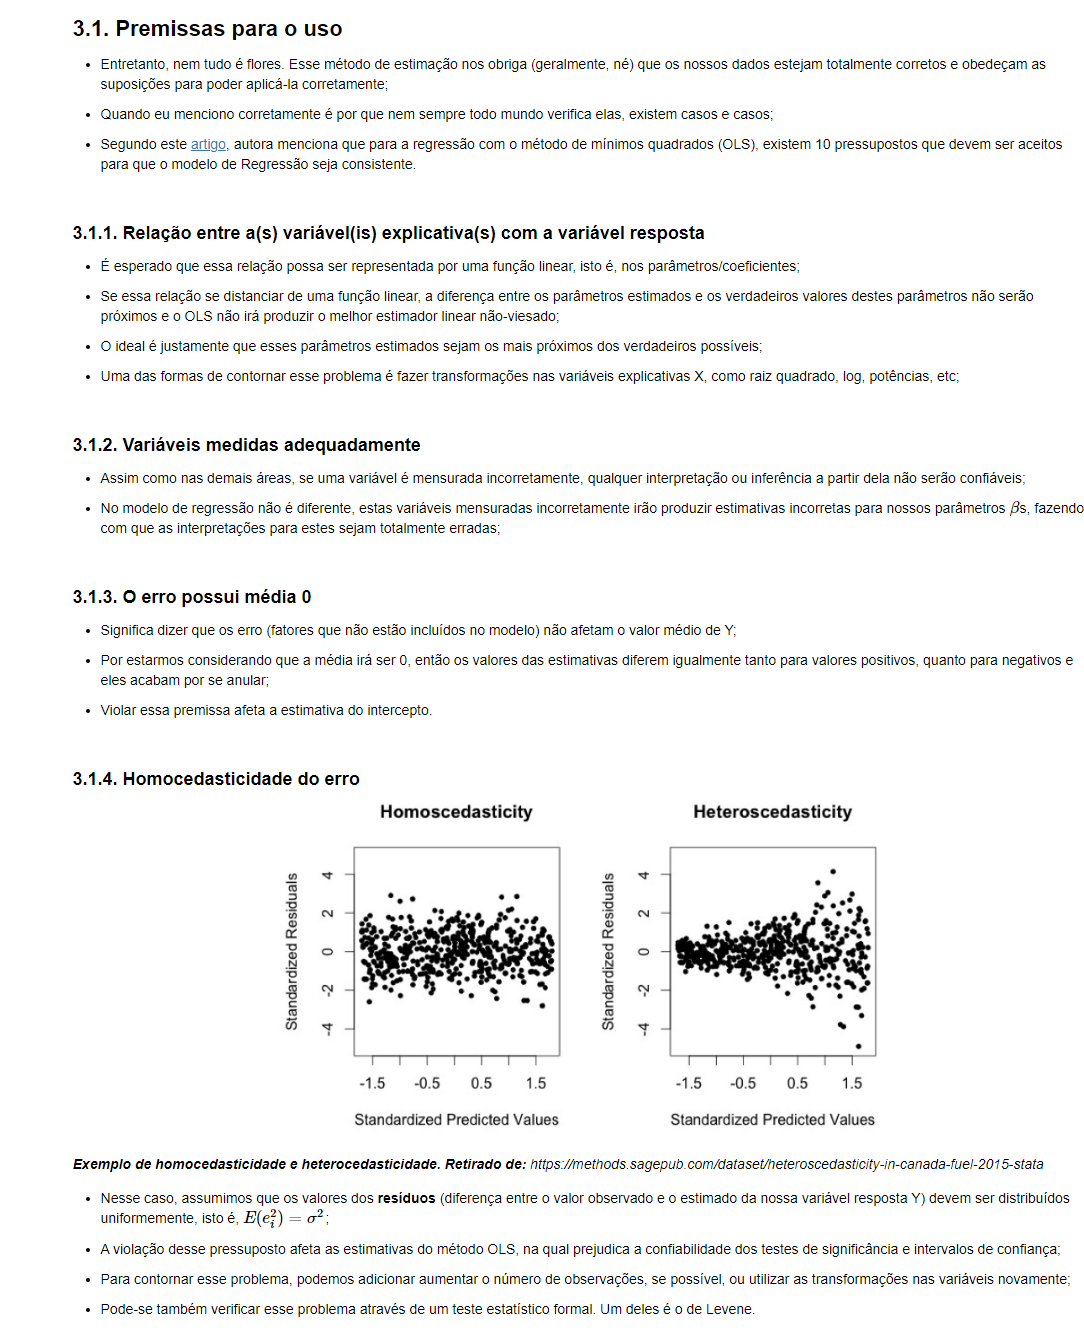 3.1. Premissas para o uso
• Entretanto, nem tudo é flores. Esse método de estimação nos obriga (geralmente, né) que os nossos dados estejam totalmente corretos e obedeçam as
suposições para poder aplicá-la corretamente;
• Quando eu menciono corretamente é por que nem sempre todo mundo verifica elas, existem casos e casos;
• Segundo este artigo, autora menciona que para a regressão com o método de mínimos quadrados (OLS), existem 10 pressupostos que devem ser aceitos
para que o modelo de Regressão seja consistente.
3.1.1. Relação entre a(s) variável(is) explicativa(s) com a variável resposta
• É esperado que essa relação possa ser representada por uma função linear, isto é, nos parâmetros/coeficientes;
• Se essa relação se distanciar de uma função linear, a diferença entre os parâmetros estimados e os verdadeiros valores destes parâmetros não serão
próximos e o OLS não irá produzir o melhor estimador linear não-viesado;
• O ideal é justamente que esses parâmetros estimados sejam os mais próximos dos verdadeiros possíveis;
• Uma das formas de contornar esse problema é fazer transformações nas variáveis explicativas X, como raiz quadrado, log, potências, etc;
3.1.2. Variáveis medidas adequadamente
• Assim como nas demais áreas, se uma variável é mensurada incorretamente, qualquer interpretação ou inferência a partir dela não serão confiáveis;
• No modelo de regressão não é diferente, estas variáveis mensuradas incorretamente irão produzir estimativas incorretas para nossos parâmetros βs, fazendo
com que as interpretações para estes sejam totalmente erradas;
3.1.3. O erro possui média 0
• Significa dizer que os erro (fatores que não estão incluídos no modelo) não afetam o valor médio de Y;
• Por estarmos considerando que a média irá ser 0, então os valores das estimativas diferem igualmente tanto para valores positivos, quanto para negativos e
eles acabam por se anular;
• Violar essa premissa afeta a estimativa do intercepto.
3.1.4. Homocedasticidade do erro
Homoscedasticity
Standardized Residuals
4
2
0
-2
-4
-1.5 -0.5 0.5 1.5
Standardized Predicted Values
Heteroscedasticity
Standardized Residuals
4
2
0
-2
-4
-1.5 -0.5 0.5 1.5
Standardized Predicted Values
Exemplo de homocedasticidade e heterocedasticidade. Retirado de: https://methods.sagepub.com/dataset/heteroscedasticity-in-canada-fuel-2015-stata
• Nesse caso, assumimos que os valores dos resíduos (diferença entre o valor observado e o estimado da nossa variável resposta Y) devem ser distribuídos
uniformemente, isto é, E(e_i^2) = σ^2;
• A violação desse pressuposto afeta as estimativas do método OLS, na qual prejudica a confiabilidade dos testes de significância e intervalos de confiança;
• Para contornar esse problema, podemos adicionar aumentar o número de observações, se possível, ou utilizar as transformações nas variáveis novamente;
• Pode-se também verificar esse problema através de um teste estatístico formal. Um deles é o de Levene.